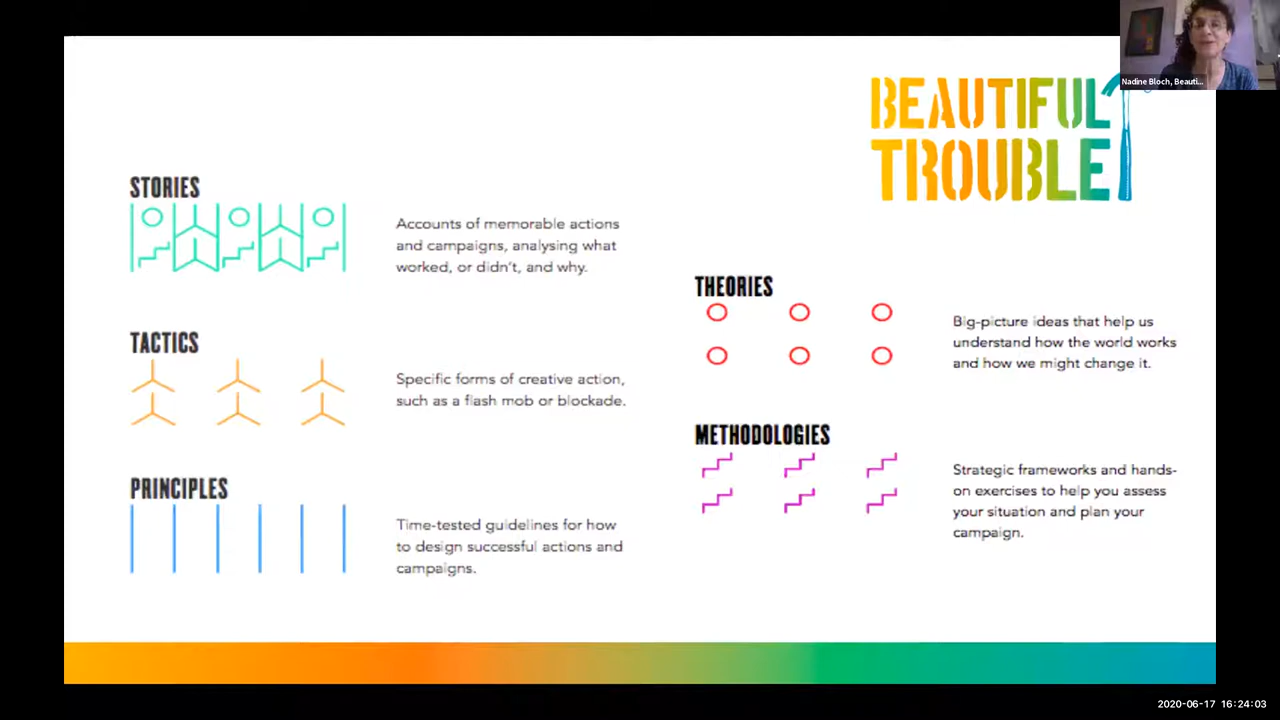 Nadine Bloch, Beauti...
BEAUTIFUL
TROUBLE
STORIES
Accounts of memorable actions
and campaigns, analysing what
worked, or didn't, and why.
TACTICS
Specific forms of creative action,
such as a flash mob or blockade.
PRINCIPLES
Time-tested guidelines for how
to design successful actions and
campaigns.
THEORIES
Big-picture ideas that help us
understand how the world works
and how we might change it.
METHODOLOGIES
Strategic frameworks and hands-
on exercises to help you assess
your situation and plan your
campaign.
2020-06-17 16:24:03